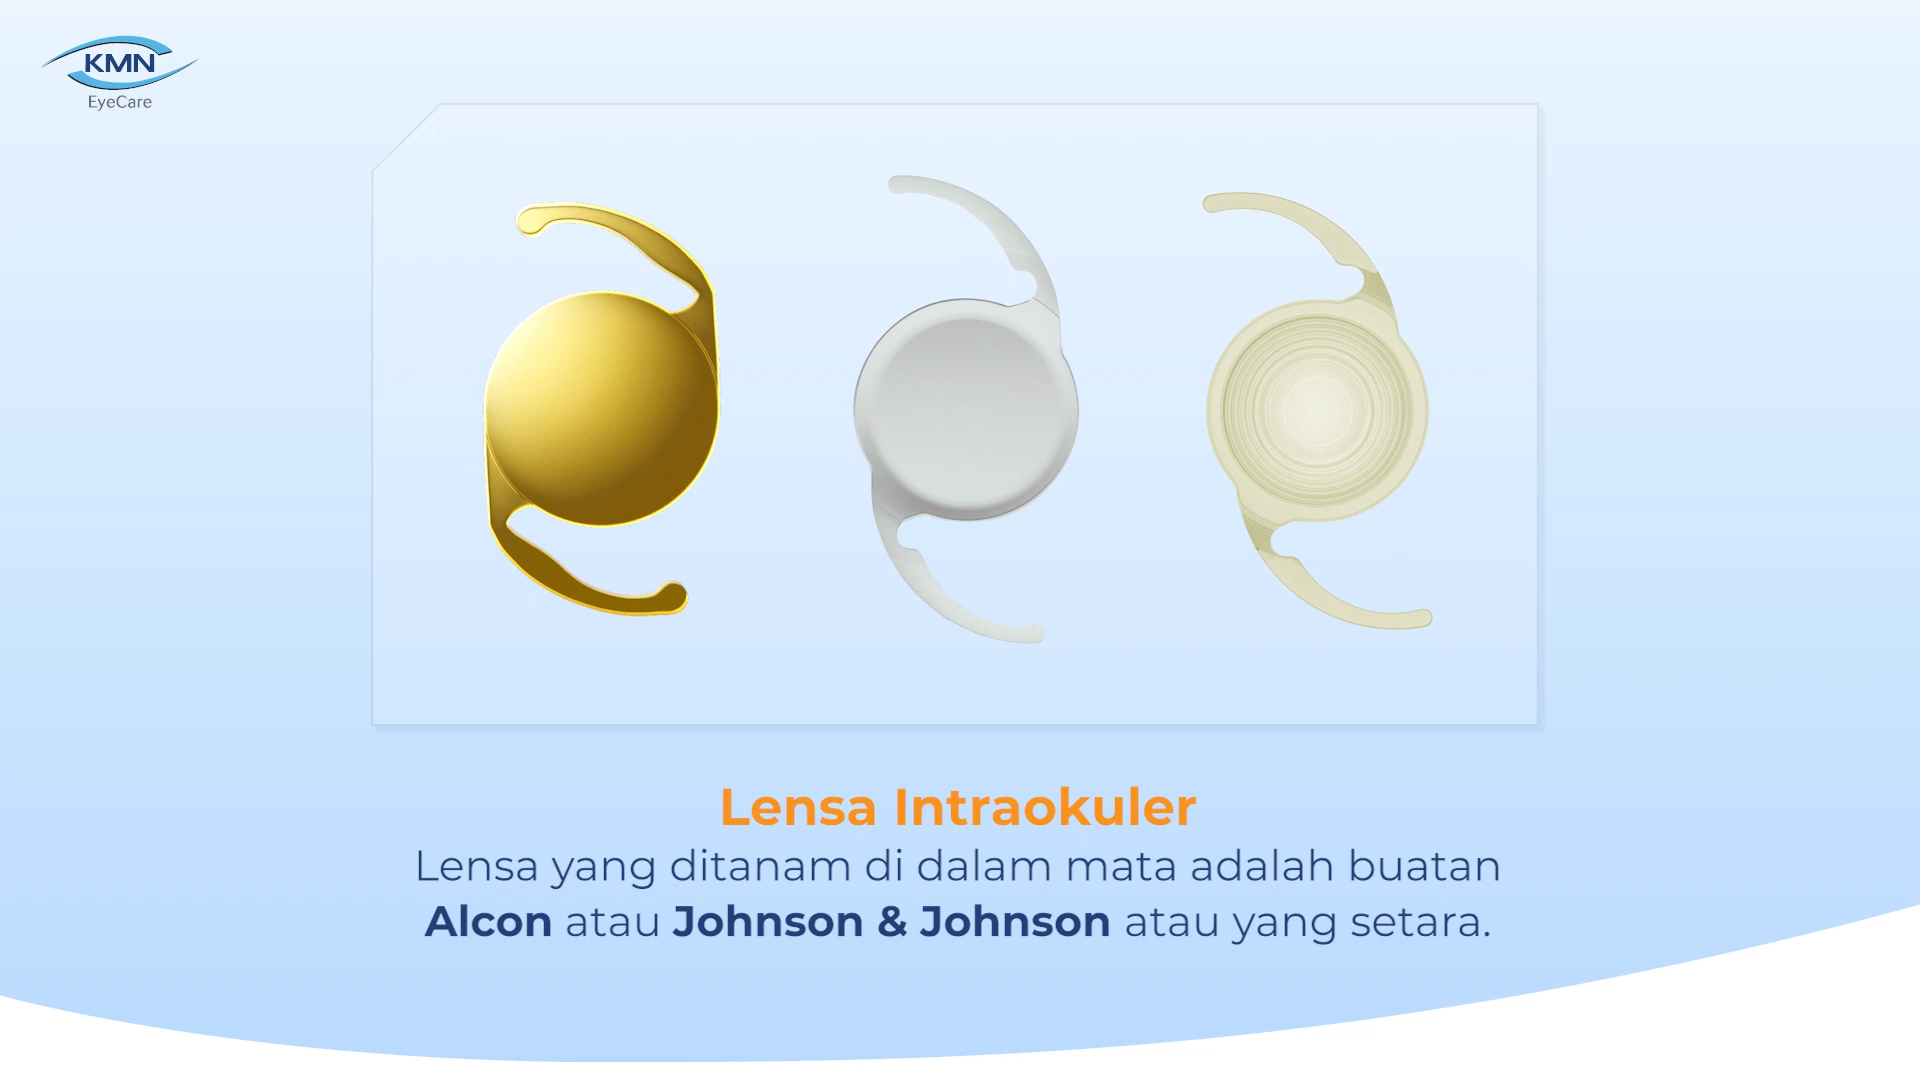 KMN
EyeCare
Lensa Intraokuler
Lensa yang ditanam di dalam mata adalah buatan
Alcon atau Johnson & Johnson atau yang setara.